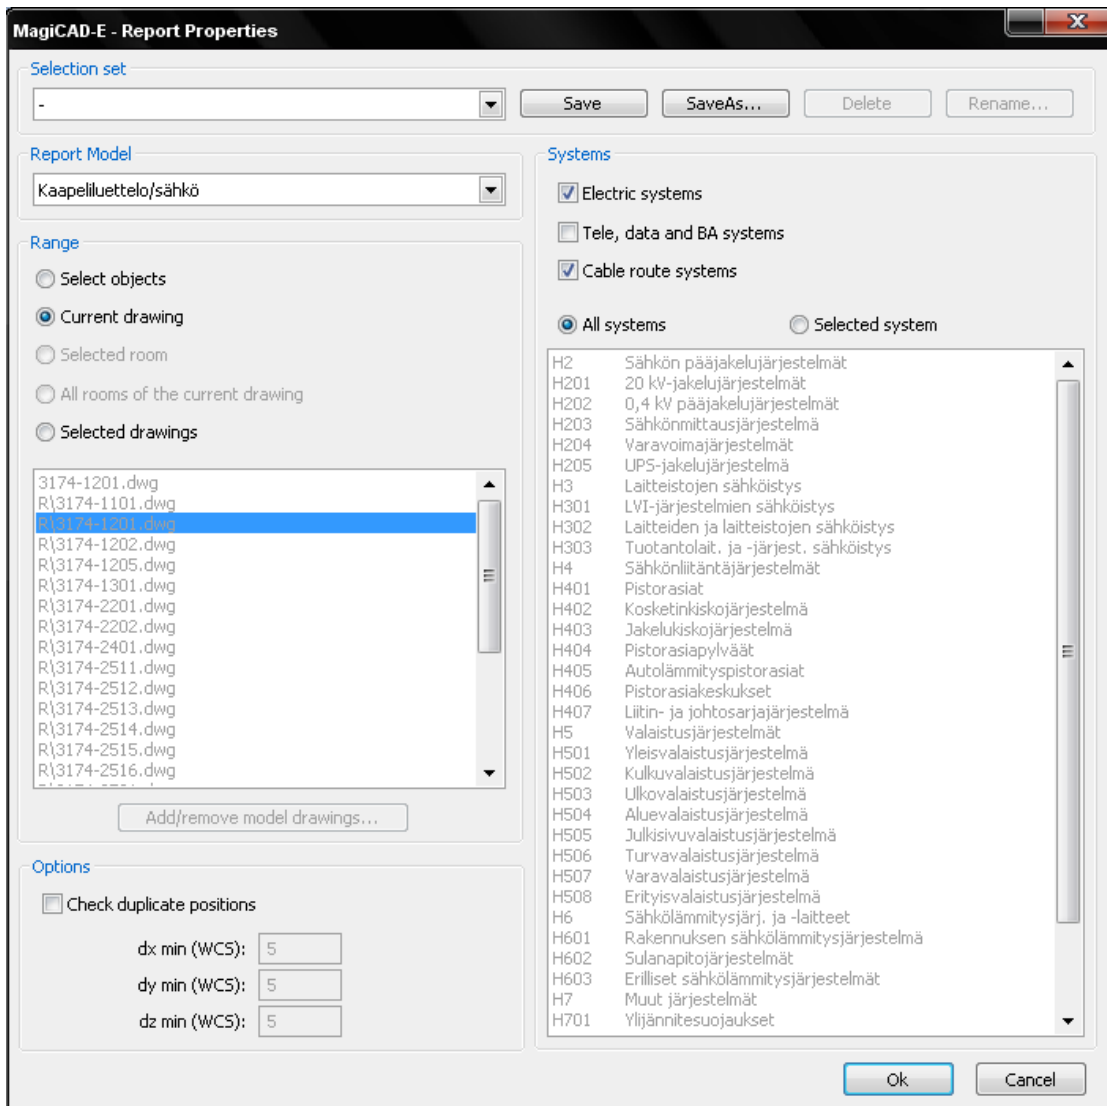 MagiCAD-E - Report Properties
Selection set
-
Save
SaveAs...
Delete
Rename...
Report Model
Kaapeliluettelo/sähkö
Range
Select objects
Current drawing
Selected room
All rooms of the current drawing
Selected drawings
3174-1201.dwg
R\3174-1101.dwg
R\3174-1201.dwg
R\3174-1202.dwg
R\3174-1205.dwg
R\3174-1301.dwg
R\3174-2201.dwg
R\3174-2202.dwg
R\3174-2401.dwg
R\3174-2511.dwg
R\3174-2512.dwg
R\3174-2513.dwg
R\3174-2514.dwg
R\3174-2515.dwg
R\3174-2516.dwg
Add/remove model drawings...
Options
Check duplicate positions
dx min (WCS): 5
dy min (WCS): 5
dz min (WCS): 5
Systems
Electric systems
Tele, data and BA systems
Cable route systems
All systems
Selected system
H2 Sähkön pääjakelujärjestelmät
H201 20 kV-jakelujärjestelmät
H202 0,4 kV pääjakelujärjestelmät
H203 Sähkönmittausjärjestelmä
H204 Varavoimajärjestelmät
H205 UPS-jakelujärjestelmä
H3 Laitteistojen sähköistys
H301 LVI-järjestelmien sähköistys
H302 Laitteiden ja laitteistojen sähköistys
H303 Tuotantolait. ja -järjest. sähköistys
H4 Sähkönliitäntäjärjestelmät
H401 Pistorasiat
H402 Kosketinkiskojärjestelmä
H403 Jakelukiskojärjestelmä
H404 Pistorasiapylväät
H405 Autolämmityspistorasiat
H406 Pistorasiakeskukset
H407 Liitin- ja johtosarjajärjestelmä
H5 Valaistusjärjestelmät
H501 Yleisvalaistusjärjestelmä
H502 Kulkuvalaistusjärjestelmä
H503 Ulkovalaistusjärjestelmä
H504 Aluevalaistusjärjestelmä
H505 Julkisivuvalaistusjärjestelmä
H506 Turvavalaistusjärjestelmä
H507 Varavalaistusjärjestelmä
H508 Erityisvalaistusjärjestelmä
H6 Sähkölämmitysjärj. ja -laitteet
H601 Rakennuksen sähkölämmitysjärjestelmä
H602 Sulanapitojärjestelmät
H603 Erilliset sähkölämmitysjärjestelmät
H7 Muut järjestelmät
H701 Ylijännitesuojaukset
Ok
Cancel